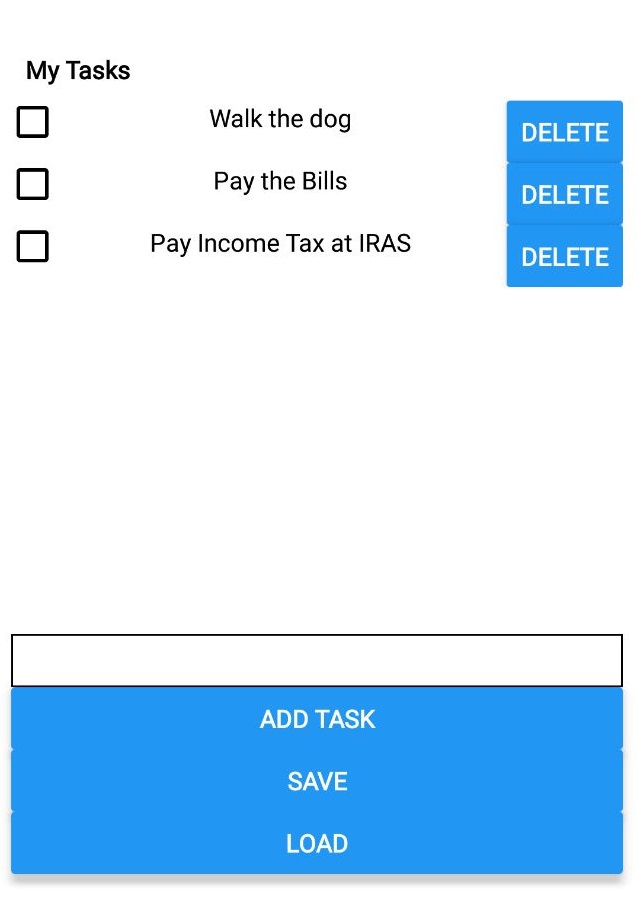 My Tasks
Walk the dog DELETE
Pay the Bills DELETE
Pay Income Tax at IRAS DELETE
ADD TASK
SAVE
LOAD